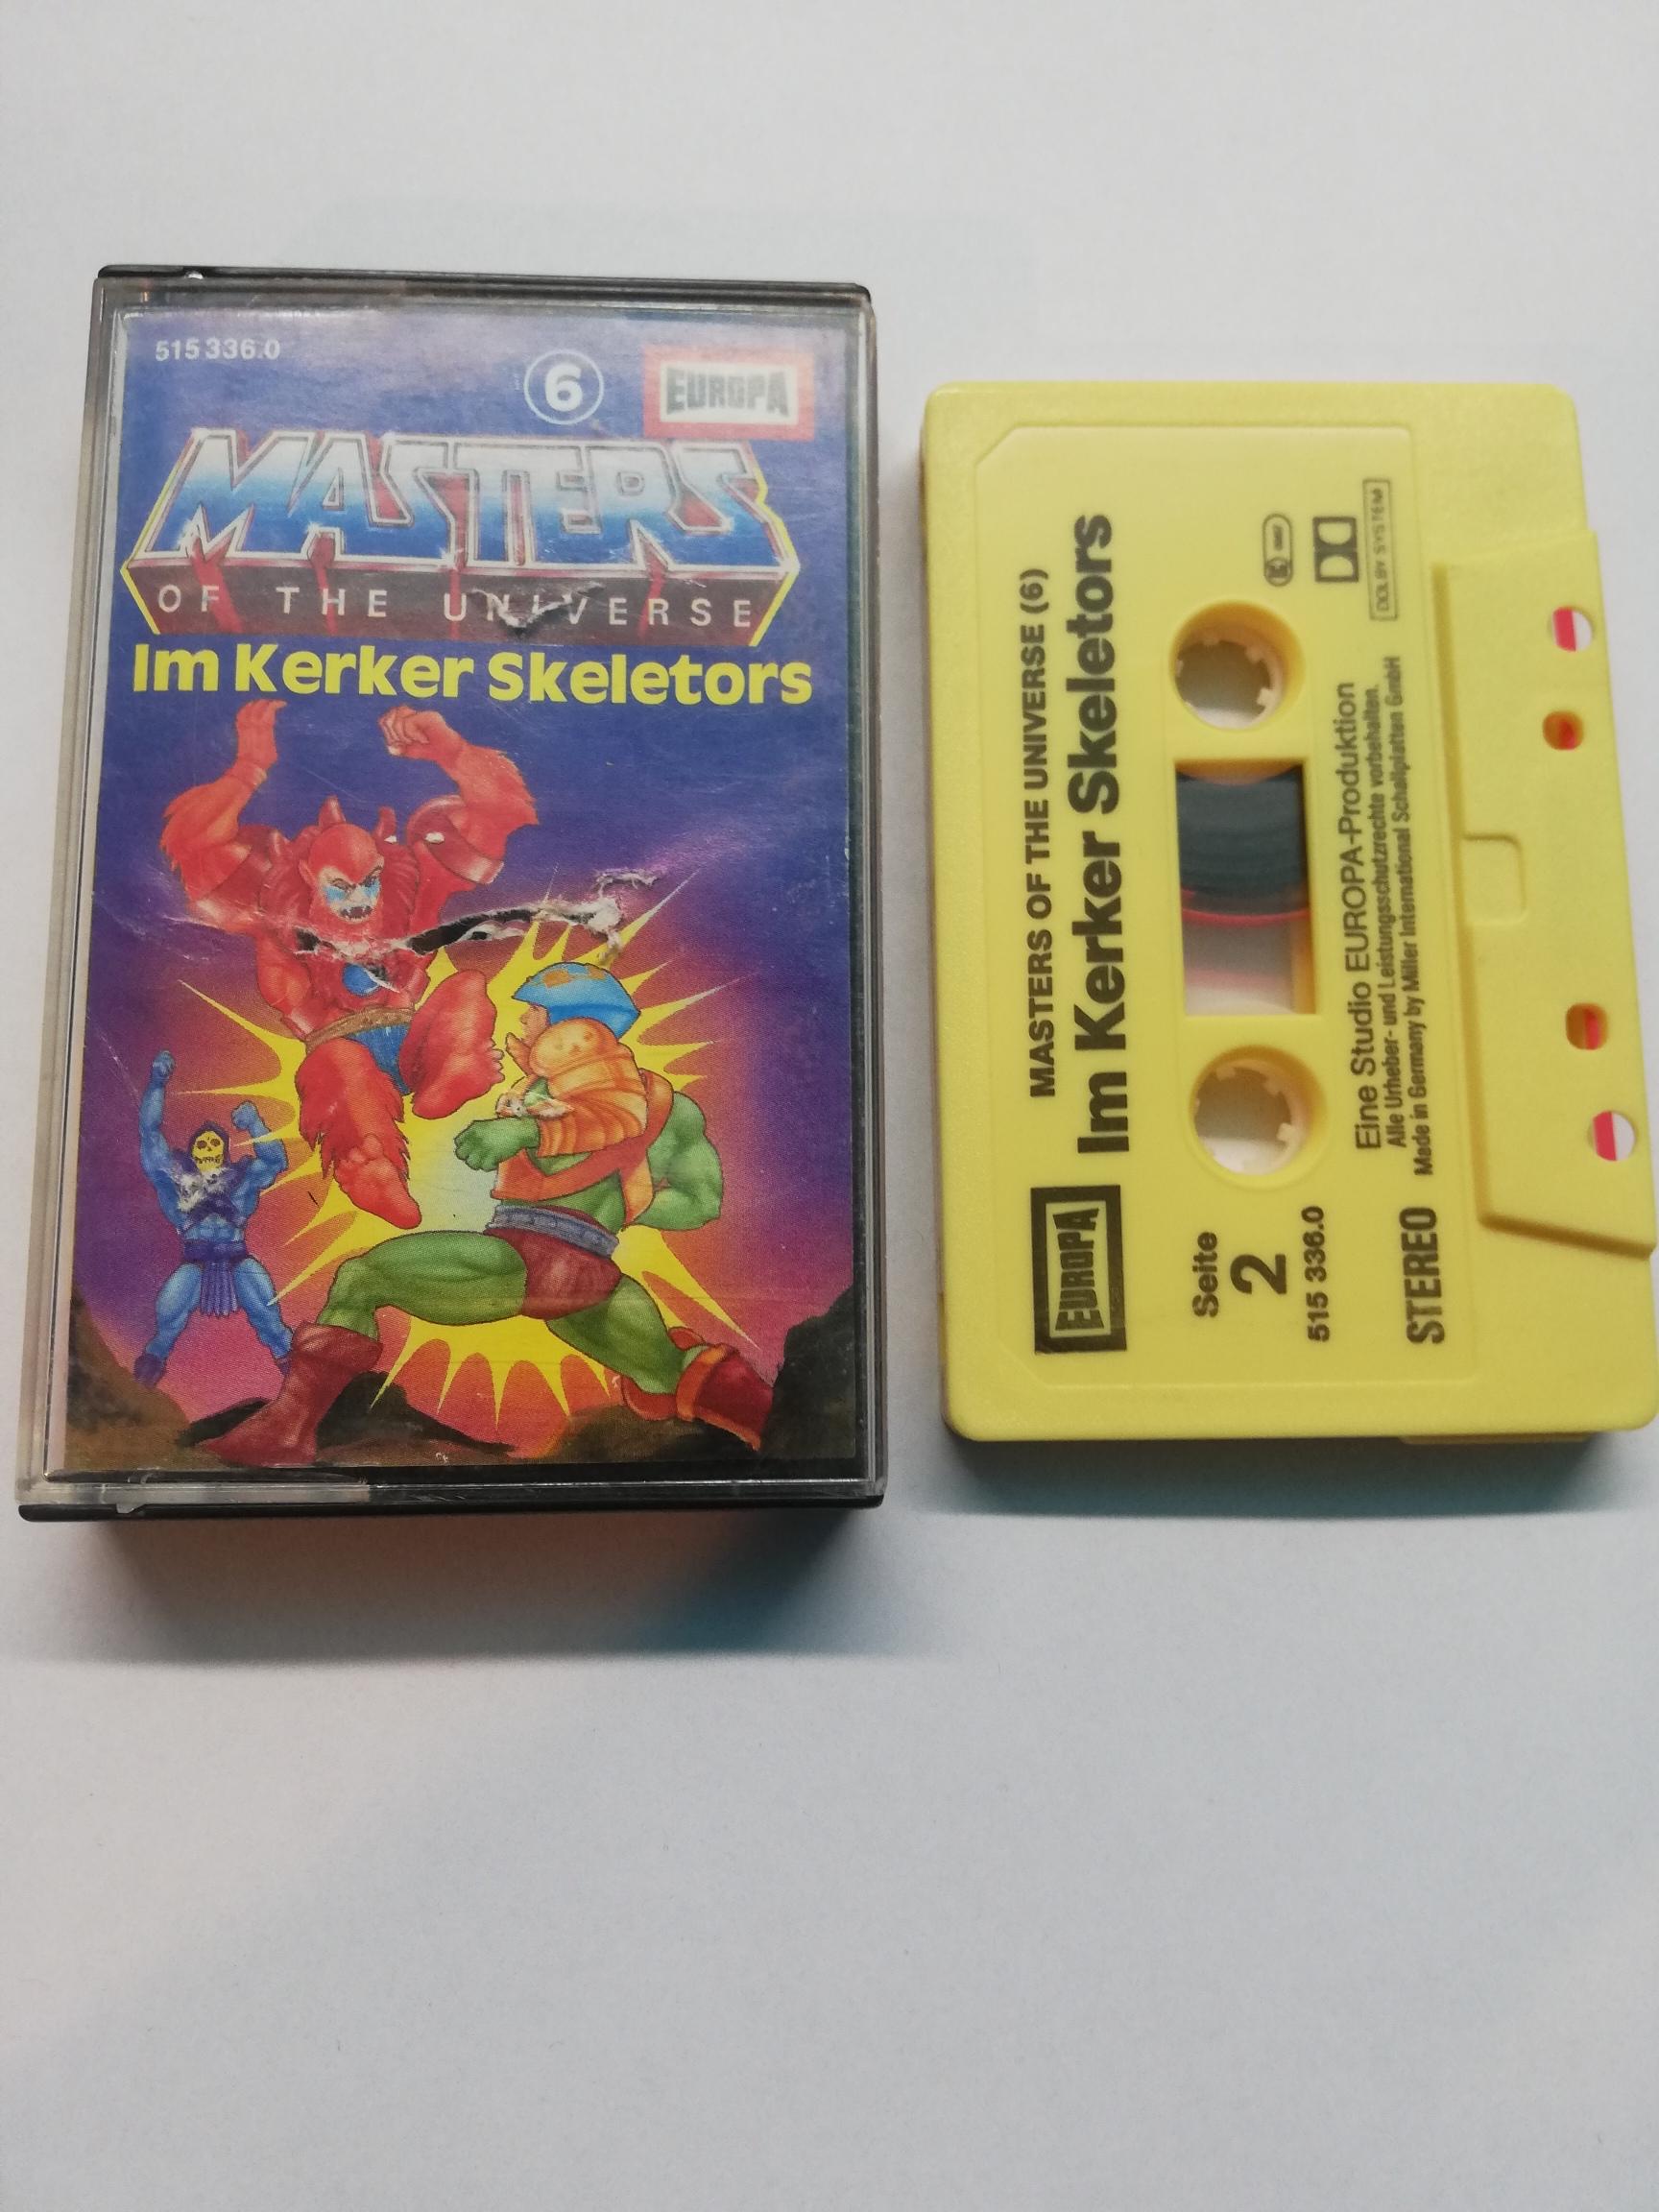 515 336.0
6
EUROPA
MASTERS
OF THE UNIVERSE
Im Kerker Skeletors
MASTERS OF THE UNIVERSE (6)
EUROPA Im Kerker Skeletors
Seite
2
515 336.0
DOLBY SYSTEM
Eine Studio EUROPA-Produktion
Alle Urheber- und Leistungsschutzrechte vorbehalten.
STEREO Made in Germany by Miller International Schallplatten GmbH